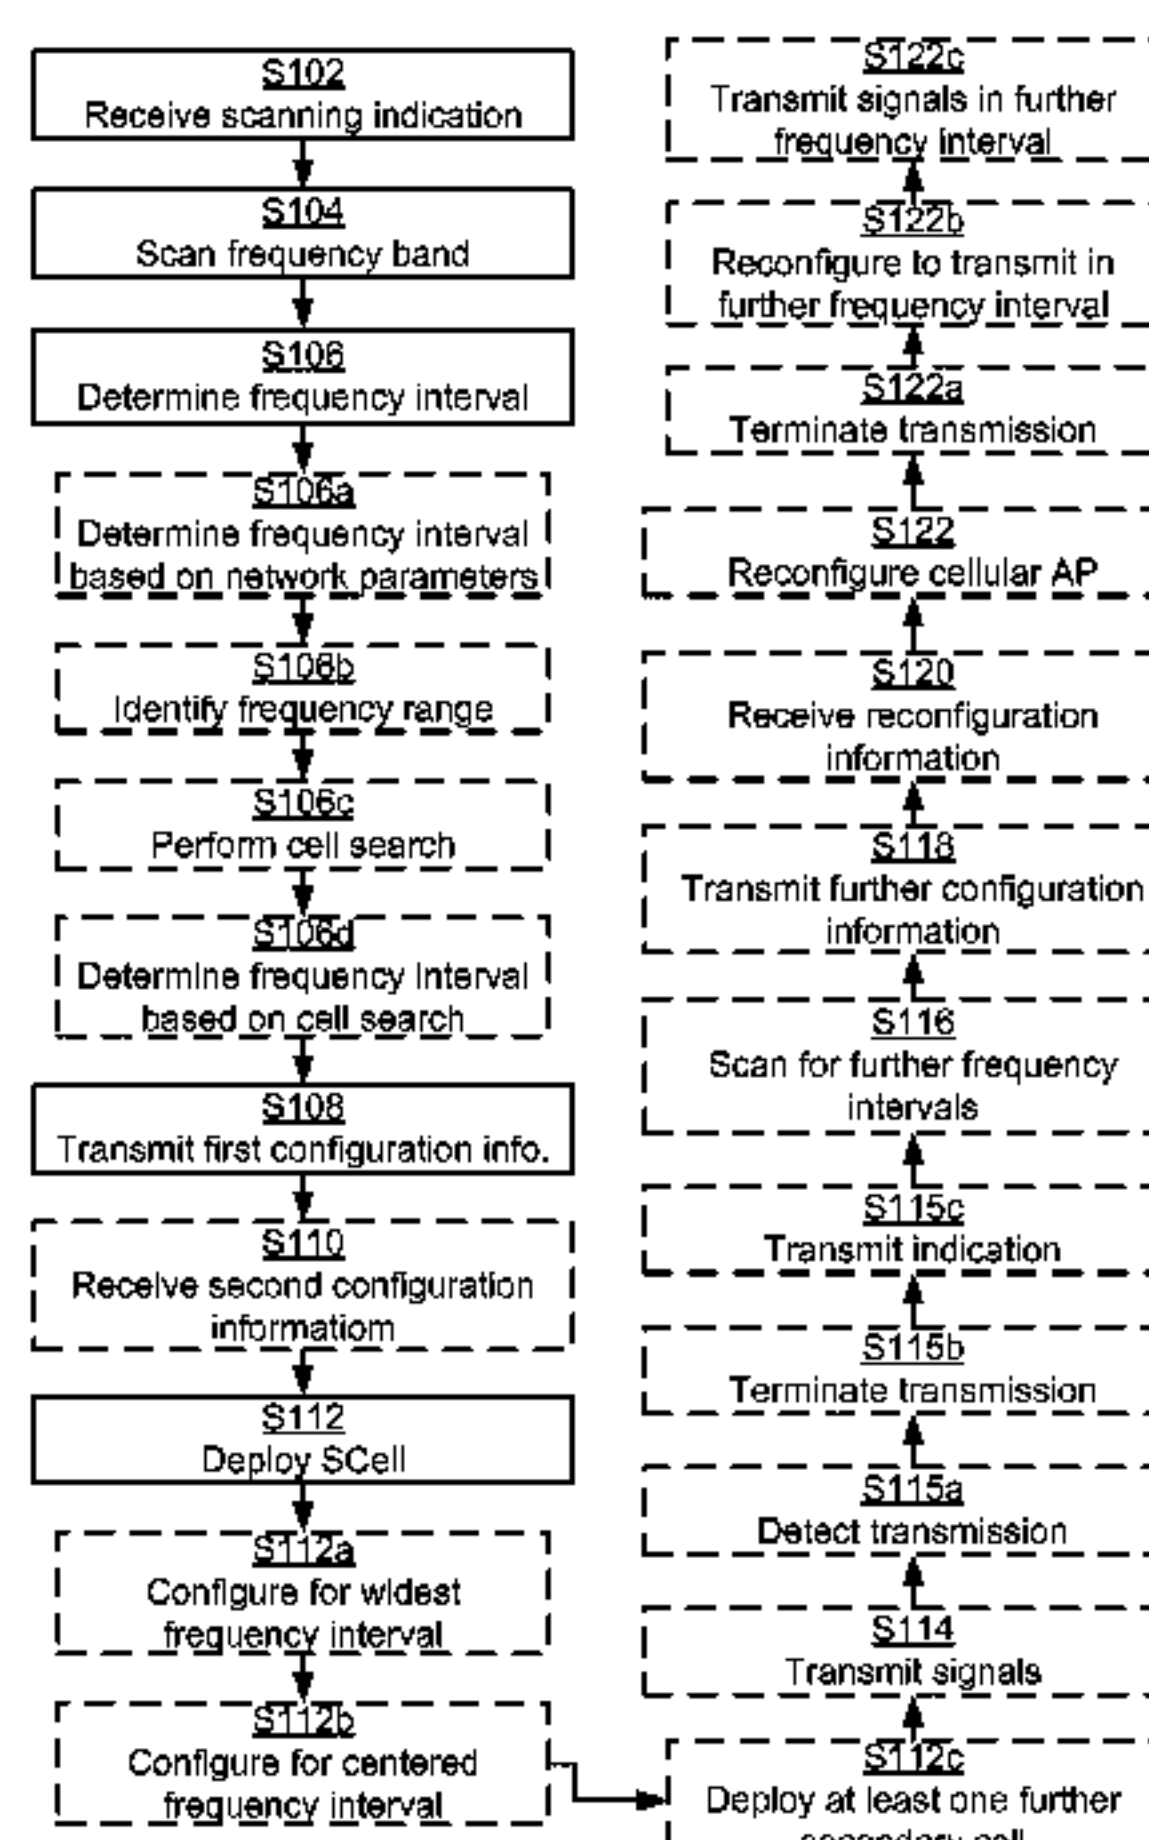 S102
Receive scanning indication
S104
Scan frequency band
S106
Determine frequency interval
S106a
Determine frequency interval
based on network parameters
S106b
Identify frequency range
S106c
Perform cell search
S106d
Determine frequency interval
based on cell search
S108
Transmit first configuration info.
S110
Receive second configuration
informatiom
S112
Deploy SCell
S112a
Configure for widest
frequency interval
S112b
Configure for centered
frequency interval
S122c
Transmit signals in further
frequency interval
S122b
Reconfigure to transmit in
further frequency interval
S122a
Terminate transmission
S122
Reconfigure cellular AP
S120
Receive reconfiguration
information
S118
Transmit further configuration
information
S116
Scan for further frequency
intervals
S115c
Transmit indication
S115b
Terminate transmission
S115a
Detect transmission
S114
Transmit signals
S112c
Deploy at least one further
secondary cell